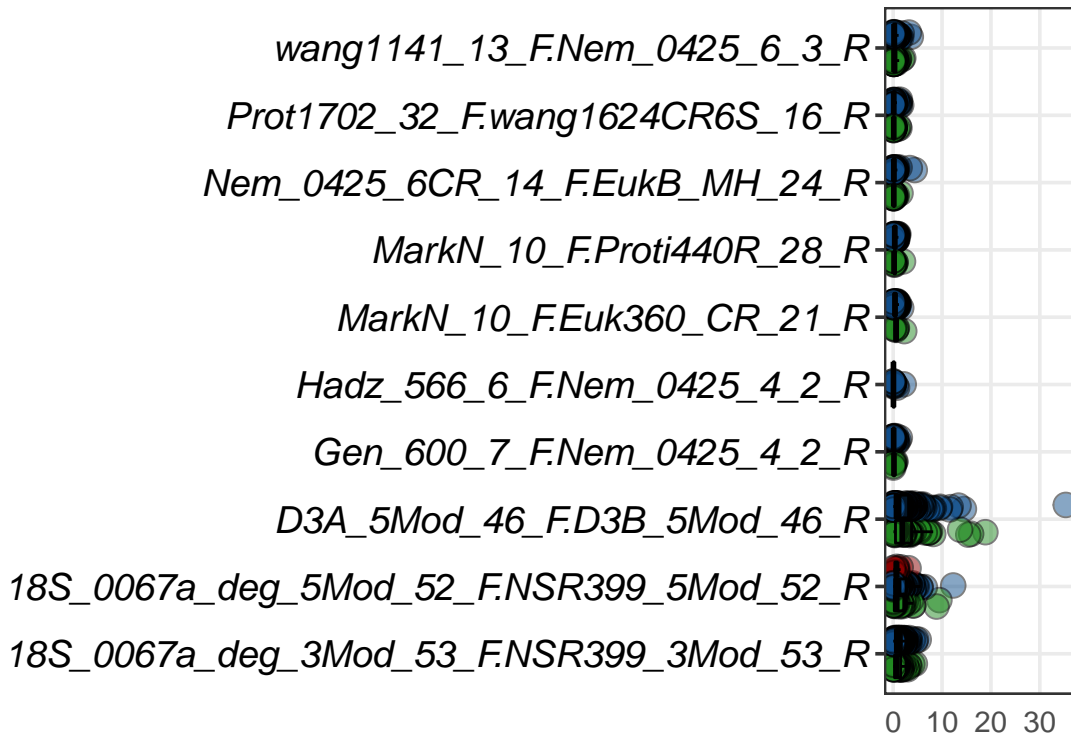 wang1141_13_F.Nem_0425_6_3_R
Prot1702_32_F.wang1624CR6S_16_R
Nem_0425_6CR_14_F.EukB_MH_24_R
MarkN_10_F.Proti440R_28_R
MarkN_10_F.Euk360_CR_21_R
Hadz_566_6_F.Nem_0425_4_2_R
Gen_600_7_F.Nem_0425_4_2_R
D3A_5Mod_46_F.D3B_5Mod_46_R
18S_0067a_deg_5Mod_52_F.NSR399_5Mod_52_R
18S_0067a_deg_3Mod_53_F.NSR399_3Mod_53_R
0 10 20 30